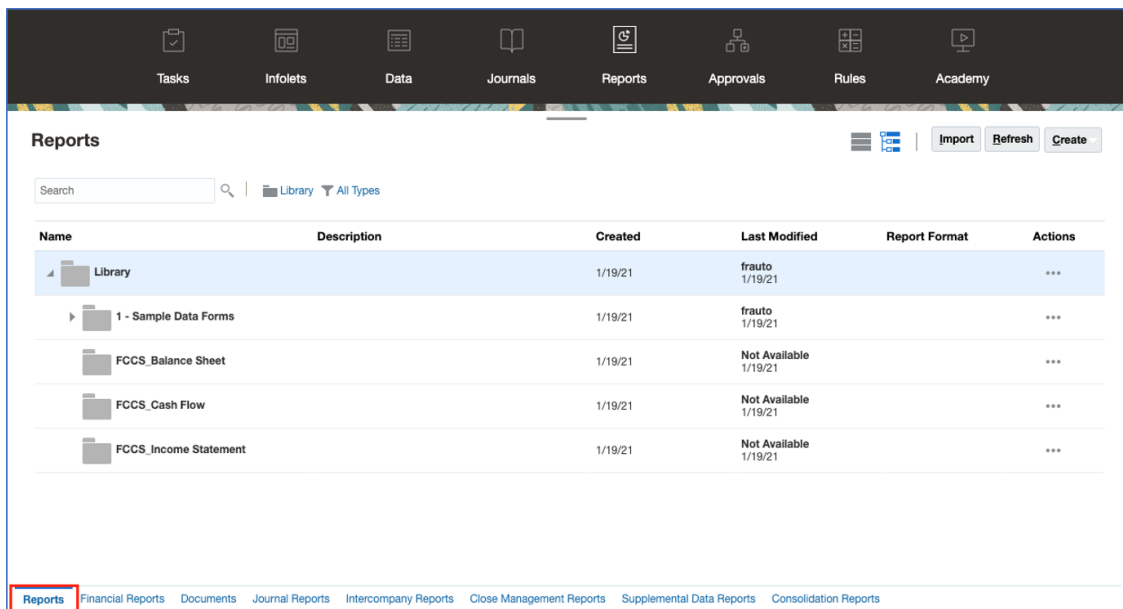 Tasks Infolets Data Journals Reports Approvals Rules Academy
Reports
Import Refresh Create
Search Library All Types
Name Description Created Last Modified Report Format Actions
Library 1/19/21 frauto
1/19/21
1 - Sample Data Forms 1/19/21 frauto
1/19/21
FCCS_Balance Sheet 1/19/21 Not Available
1/19/21
FCCS_Cash Flow 1/19/21 Not Available
1/19/21
FCCS_Income Statement 1/19/21 Not Available
1/19/21
Reports Financial Reports Documents Journal Reports Intercompany Reports Close Management Reports Supplemental Data Reports Consolidation Reports